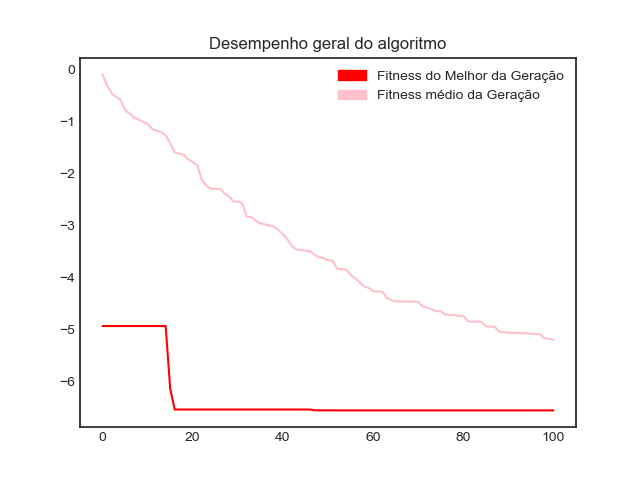 Desempenho geral do algoritmo
Fitness do Melhor da Geração
Fitness médio da Geração
0
−1
−2
−3
−4
−5
−6
0 20 40 60 80 100